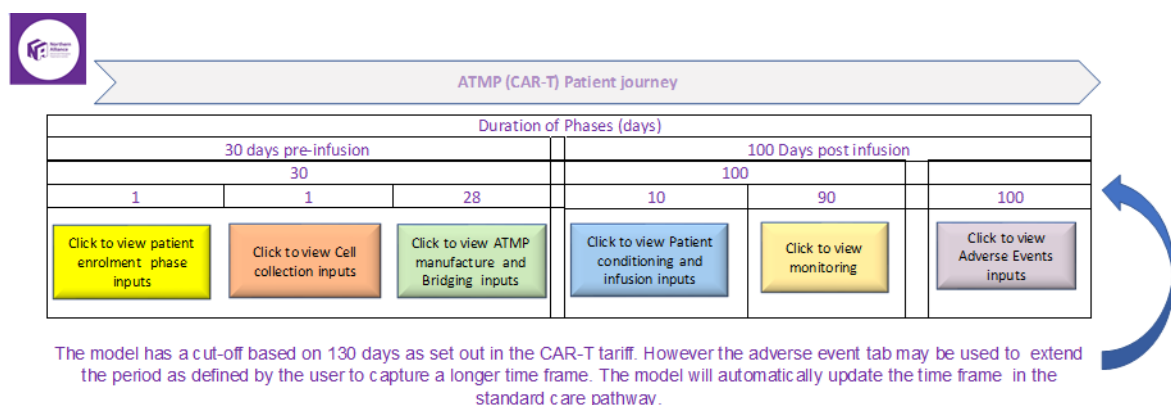 Northern
Alliance
ATMP (CAR-T) Patient journey
Duration of Phases (days)
30 days pre-infusion 100 Days post infusion
30 100
1 1 28 10 90 100
Click to view patient
enrolment phase
inputs
Click to view Cell
collection inputs
Click to view ATMP
manufacture and
Bridging inputs
Click to view Patient
conditioning and
infusion inputs
Click to view
monitoring
Click to view
Adverse Events
inputs
The model has a cut-off based on 130 days as set out in the CAR-T tariff. However the adverse event tab may be used to extend
the period as defined by the user to capture a longer time frame. The model will automatically update the time frame in the
standard care pathway.